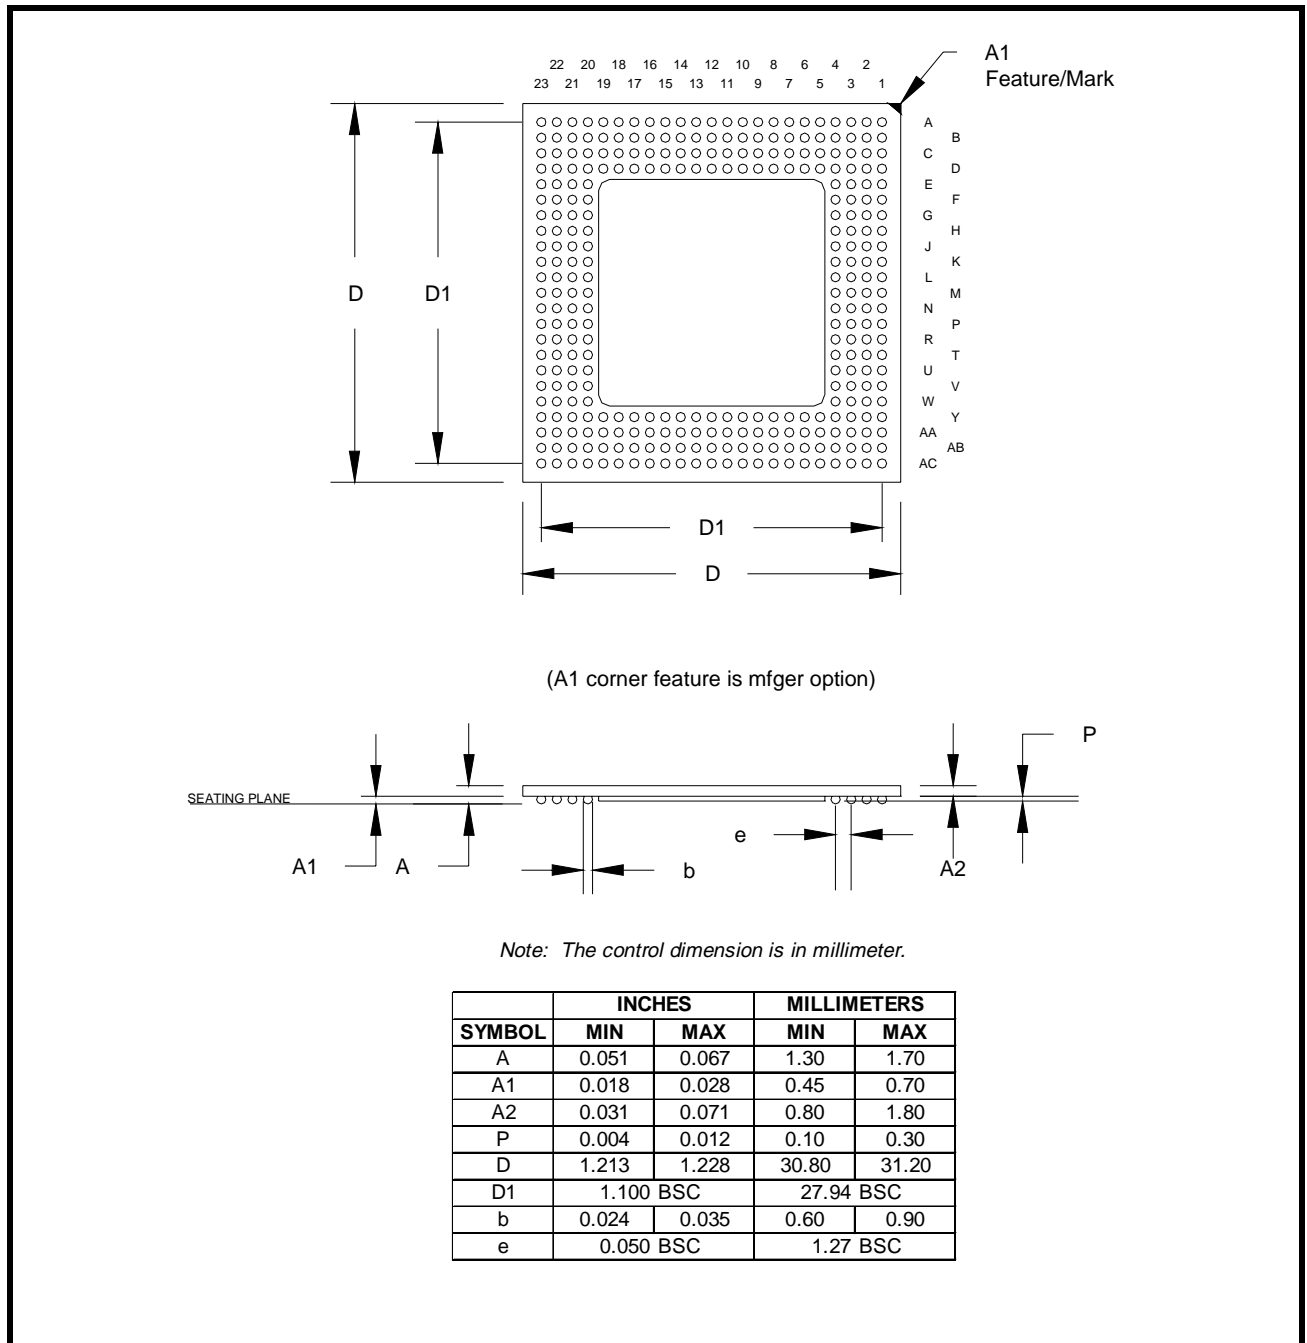 A1
Feature/Mark
22 20 18 16 14 12 10 8 6 4 2
23 21 19 17 15 13 11 9 7 5 3 1
A
B
C
D
E
F
G
H
J
K
L
M
N
P
R
T
U
V
W
Y
AA
AB
AC
D D1
D1
D
(A1 corner feature is mfger option)
P
SEATING PLANE
e
A1 A b A2
Note: The control dimension is in millimeter.
INCHES MILLIMETERS
SYMBOL MIN MAX MIN MAX
A 0.051 0.067 1.30 1.70
A1 0.018 0.028 0.45 0.70
A2 0.031 0.071 0.80 1.80
P 0.004 0.012 0.10 0.30
D 1.213 1.228 30.80 31.20
D1 1.100 BSC 27.94 BSC
b 0.024 0.035 0.60 0.90
e 0.050 BSC 1.27 BSC